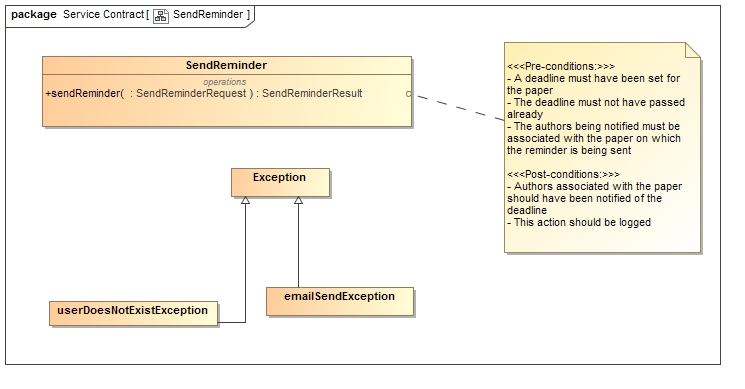 package Service Contract [ SendReminder ]
SendReminder
operations
+sendReminder( : SendReminderRequest ) : SendReminderResult
<<<Pre-conditions:>>>
- A deadline must have been set for
the paper
- The deadline must not have passed
already
- The authors being notified must be
associated with the paper on which
the reminder is being sent
<<<Post-conditions:>>>
- Authors associated with the paper
should have been notified of the
deadline
- This action should be logged
Exception
emailSendException
userDoesNotExistException